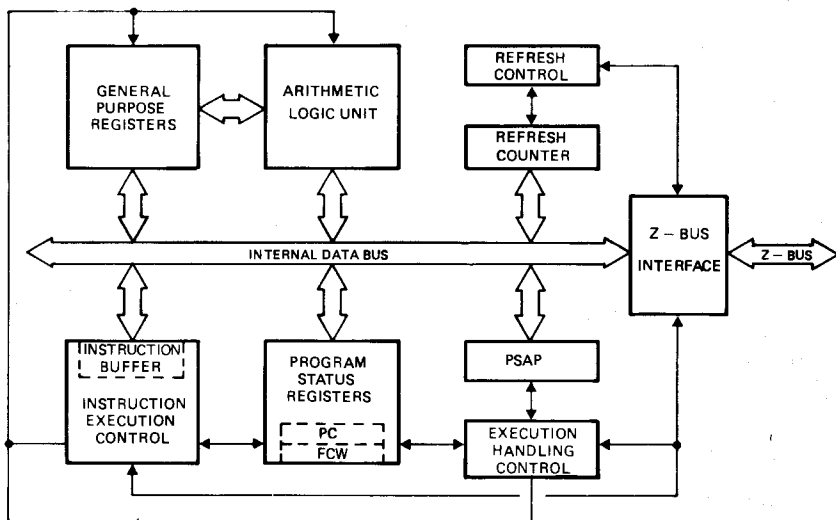 GENERAL
PURPOSE
REGISTERS
ARITHMETIC
LOGIC UNIT
REFRESH
CONTROL
REFRESH
COUNTER
INTERNAL DATA BUS
Z – BUS
INTERFACE
Z – BUS
INSTRUCTION
BUFFER
INSTRUCTION
EXECUTION
CONTROL
PROGRAM
STATUS
REGISTERS
PC
FCW
PSAP
EXECUTION
HANDLING
CONTROL